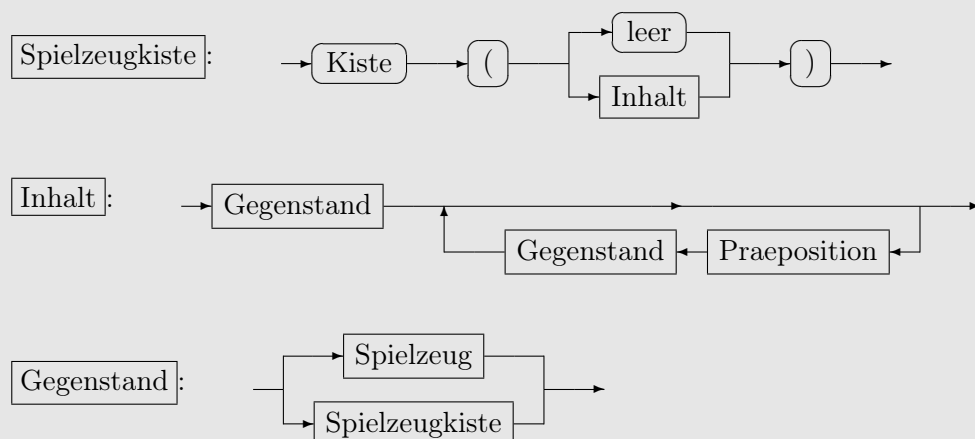 leer
Spielzeugkiste: Kiste ( )
Inhalt
Inhalt: Gegenstand
Gegenstand Praeposition
Spielzeug
Gegenstand:
Spielzeugkiste